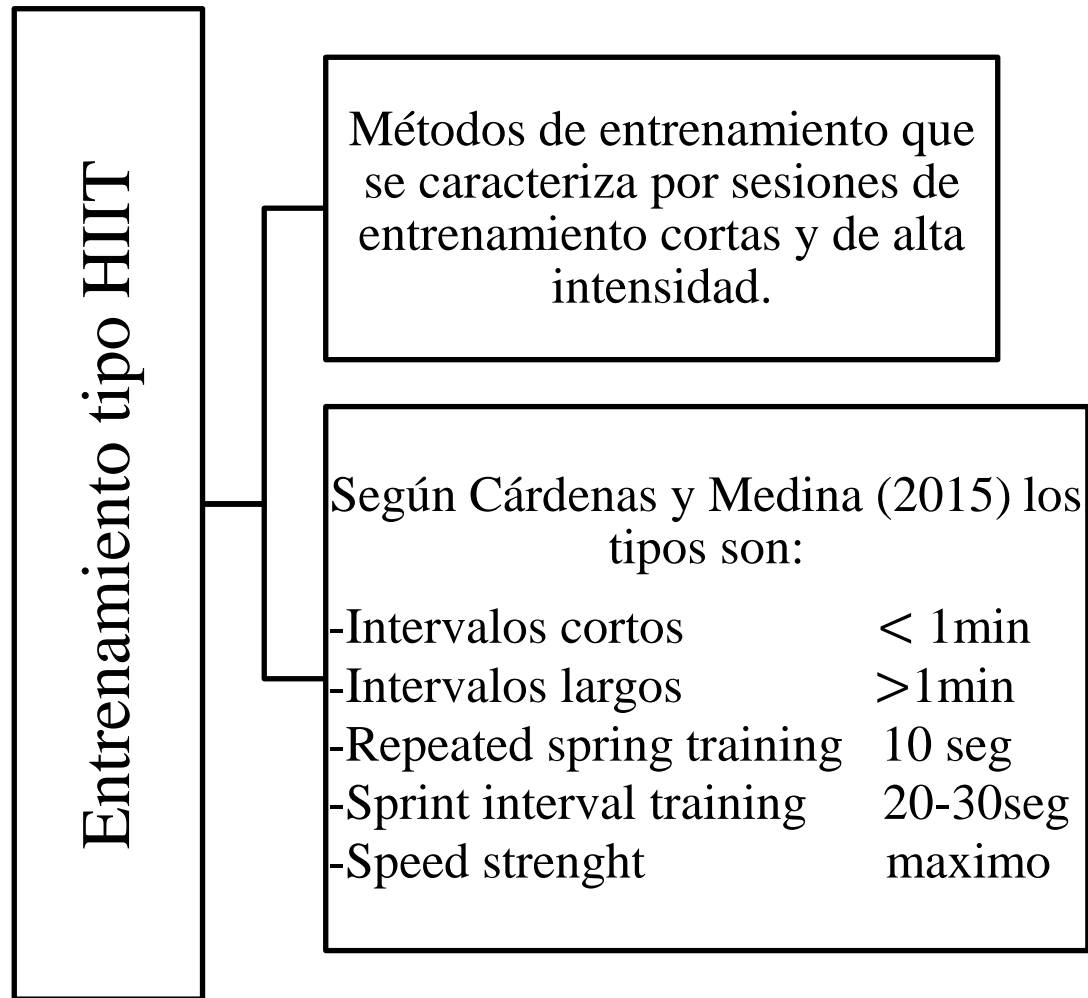 Entrenamiento tipo HIIT
Métodos de entrenamiento que
se caracteriza por sesiones de
entrenamiento cortas y de alta
intensidad.
Según Cárdenas y Medina (2015) los
tipos son:
-Intervalos cortos < 1min
-Intervalos largos >1min
-Repeated spring training 10 seg
-Sprint interval training 20-30seg
-Speed strenght maximo